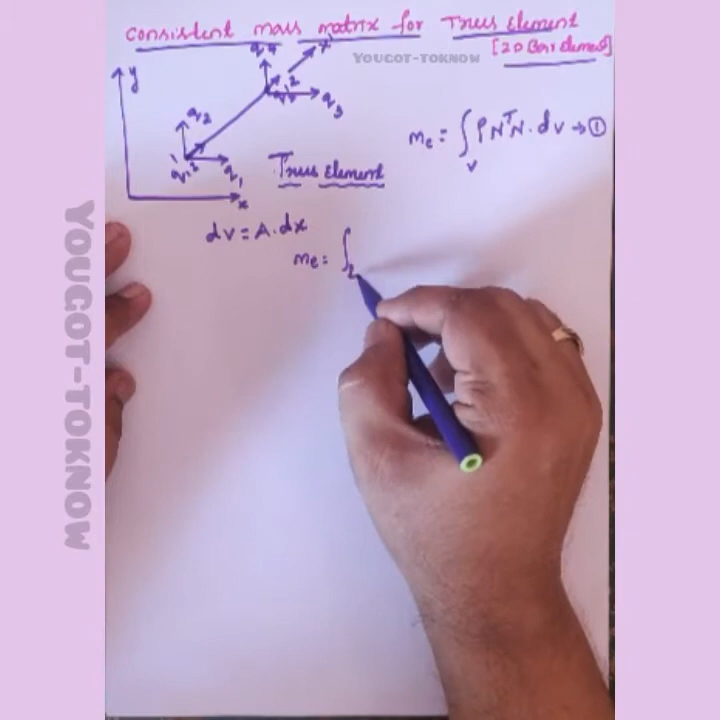 Consistent mass matrix for Truss Element
[2D Bar Element]
YOUCOT-TOKNOW
y
x
q4
2
q3
q2
1
q1
x
Truss Element
mₑ = ∫ᵥ ρ NᵀN · dv → ①
dv = A · dx
mₑ = ∫
YOUCOT-TOKNOW